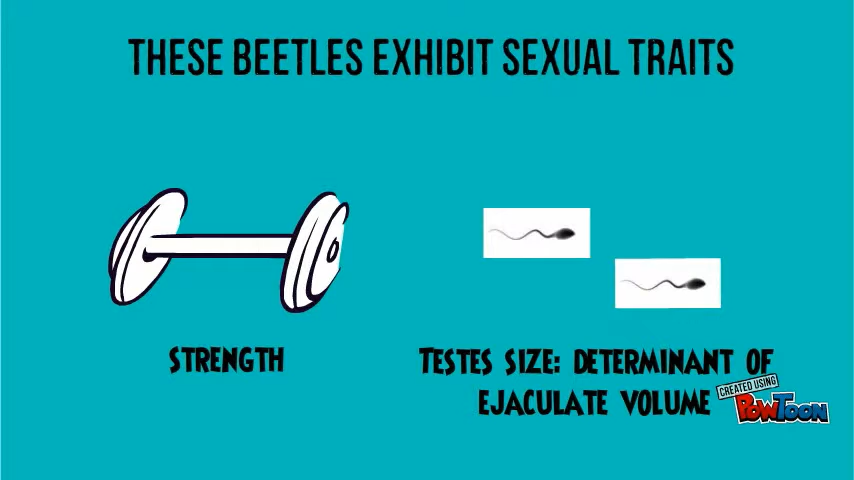 THESE BEETLES EXHIBIT SEXUAL TRAITS
STRENGTH
TESTES SIZE: DETERMINANT OF
EJACULATE VOLUME
CREATED USING
POWTOON